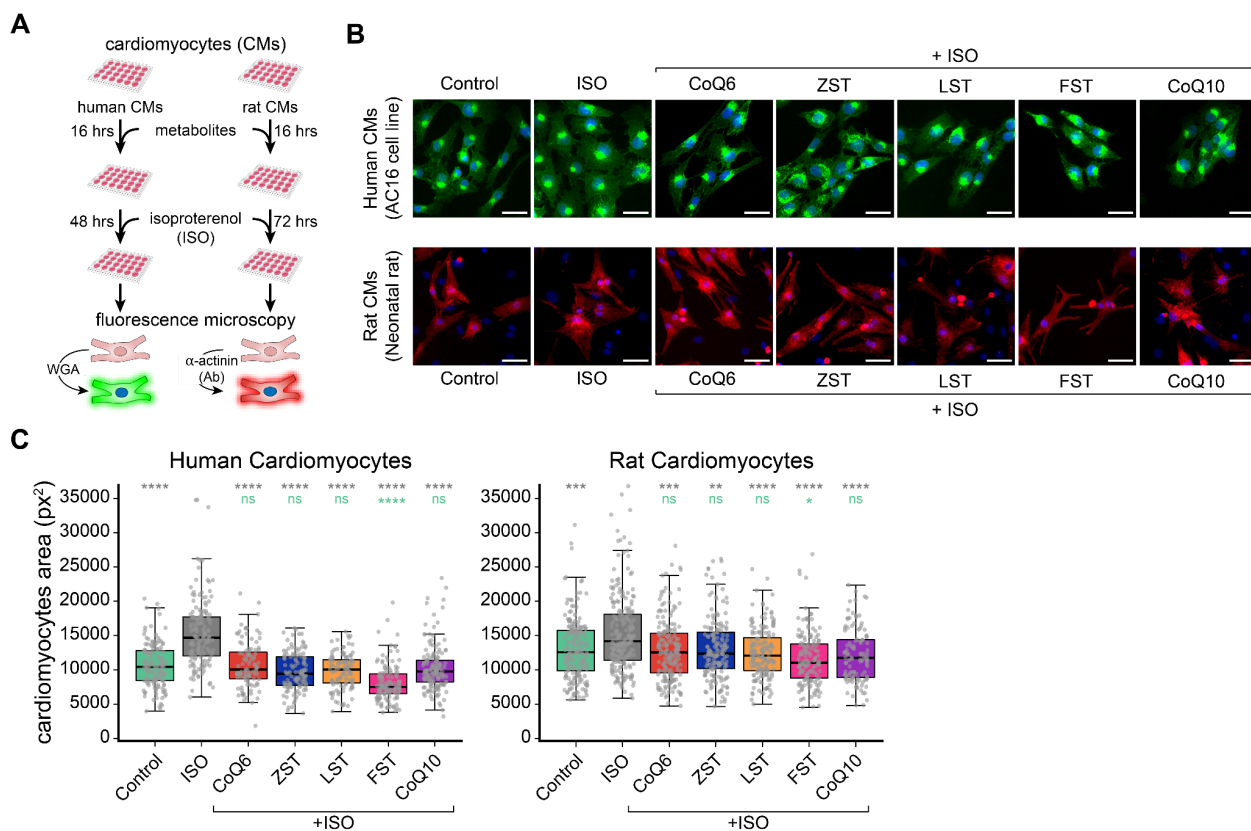 A
cardiomyocytes (CMs)
human CMs
rat CMs
16 hrs
metabolites
16 hrs
48 hrs
isoproterenol
(ISO)
72 hrs
fluorescence microscopy
WGA
α-actinin
(Ab)
B
+ ISO
Control
ISO
CoQ6
ZST
LST
FST
CoQ10
Human CMs
(AC16 cell line)
Rat CMs
(Neonatal rat)
Control
ISO
CoQ6
ZST
LST
FST
CoQ10
+ ISO
C
Human Cardiomyocytes
cardiomyocytes area (px²)
35000
30000
25000
20000
15000
10000
5000
0
**** **** **** **** **** ****
ns ns ns **** ns
Control
ISO
CoQ6
ZST
LST
FST
CoQ10
+ISO
Rat Cardiomyocytes
35000
30000
25000
20000
15000
10000
5000
0
*** *** ** **** **** ****
ns ns ns * ns
Control
ISO
CoQ6
ZST
LST
FST
CoQ10
+ISO